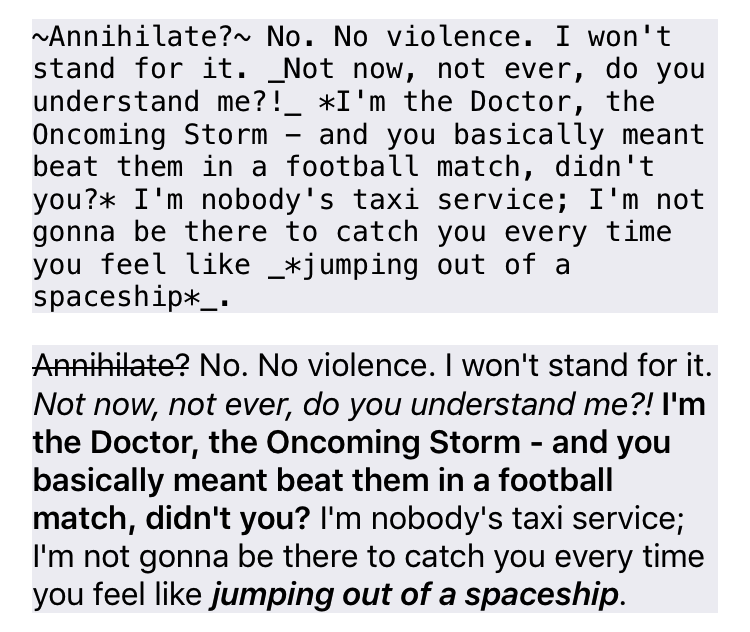 ~Annihilate?~ No. No violence. I won't
stand for it. _Not now, not ever, do you
understand me?!_ *I'm the Doctor, the
Oncoming Storm – and you basically meant
beat them in a football match, didn't
you?* I'm nobody's taxi service; I'm not
gonna be there to catch you every time
you feel like _*jumping out of a
spaceship*_.
Annihilate? No. No violence. I won't stand for it.
Not now, not ever, do you understand me?! I'm
the Doctor, the Oncoming Storm - and you
basically meant beat them in a football
match, didn't you? I'm nobody's taxi service;
I'm not gonna be there to catch you every time
you feel like jumping out of a spaceship.